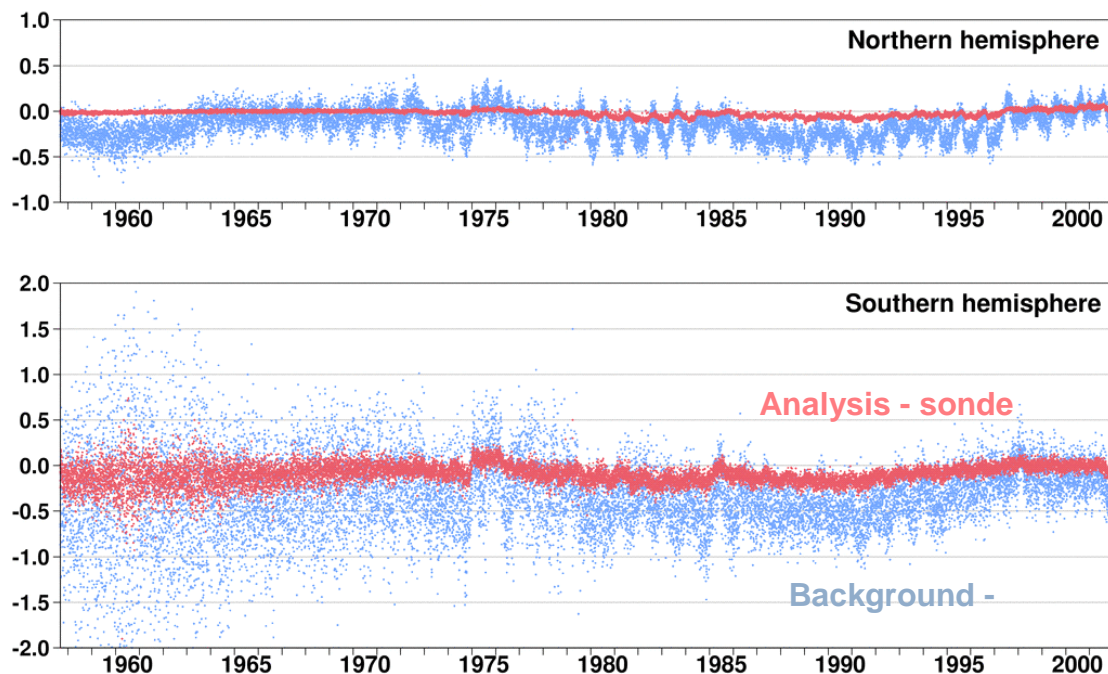 1.0
Northern hemisphere
0.5
0.0
-0.5
-1.0
1960 1965 1970 1975 1980 1985 1990 1995 2000
2.0
Southern hemisphere
1.5
1.0
Analysis - sonde
0.5
0.0
-0.5
-1.0
Background -
-1.5
-2.0
1960 1965 1970 1975 1980 1985 1990 1995 2000